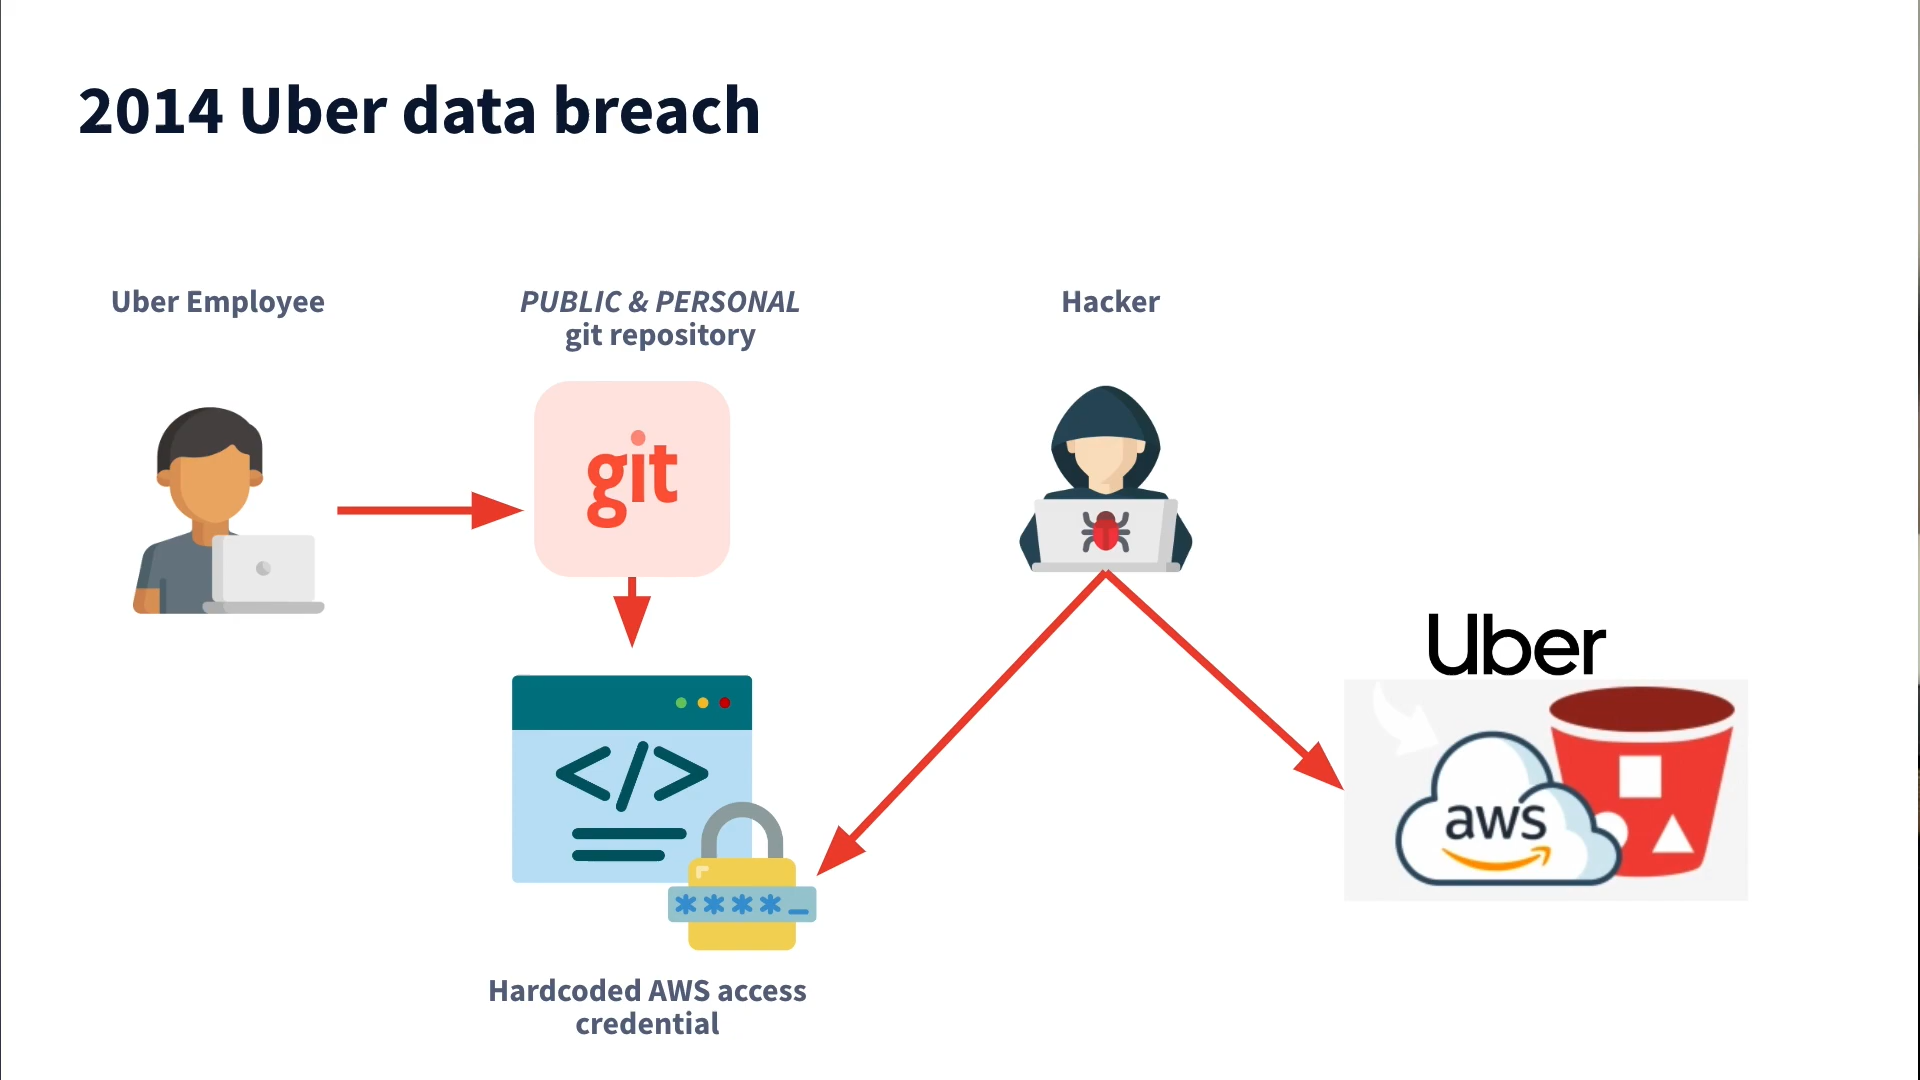 2014 Uber data breach
Uber Employee
PUBLIC & PERSONAL
git repository
Hacker
git
</>
Uber
aws
****_
Hardcoded AWS access
credential